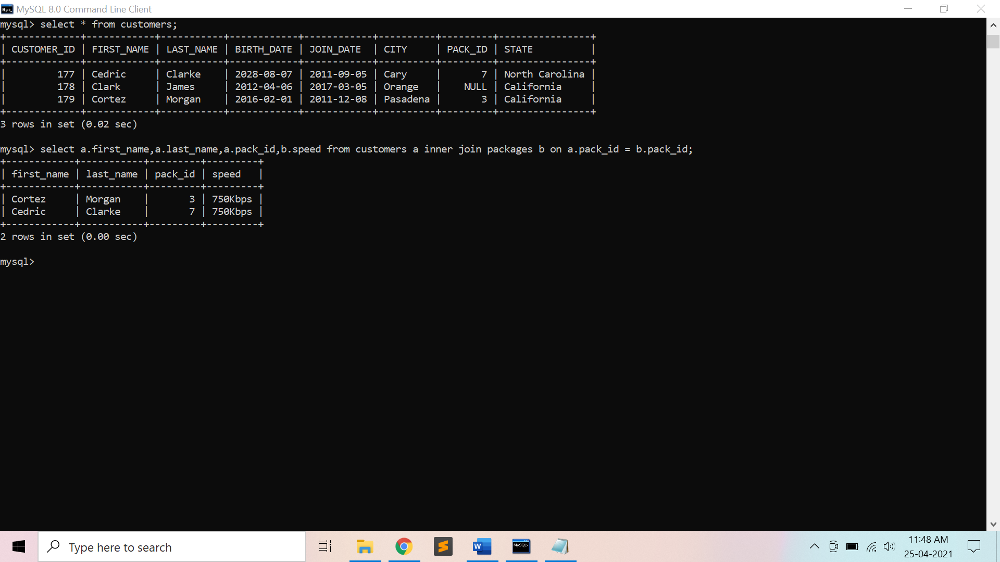 MySQL 8.0 Command Line Client
mysql> select * from customers;
+-------------+------------+-----------+------------+------------+----------+---------+----------------+
| CUSTOMER_ID | FIRST_NAME | LAST_NAME | BIRTH_DATE | JOIN_DATE  | CITY     | PACK_ID | STATE          |
+-------------+------------+-----------+------------+------------+----------+---------+----------------+
|         177 | Cedric     | Clarke    | 2028-08-07 | 2011-09-05 | Cary     |       7 | North Carolina |
|         178 | Clark      | James     | 2012-04-06 | 2017-03-05 | Orange   |    NULL | California     |
|         179 | Cortez     | Morgan    | 2016-02-01 | 2011-12-08 | Pasadena |       3 | California     |
+-------------+------------+-----------+------------+------------+----------+---------+----------------+
3 rows in set (0.02 sec)
mysql> select a.first_name,a.last_name,a.pack_id,b.speed from customers a inner join packages b on a.pack_id = b.pack_id;
+------------+-----------+---------+---------+
| first_name | last_name | pack_id | speed   |
+------------+-----------+---------+---------+
| Cortez     | Morgan    |       3 | 750Kbps |
| Cedric     | Clarke    |       7 | 750Kbps |
+------------+-----------+---------+---------+
2 rows in set (0.00 sec)
mysql>
Type here to search
MySQL>
11:48 AM
25-04-2021